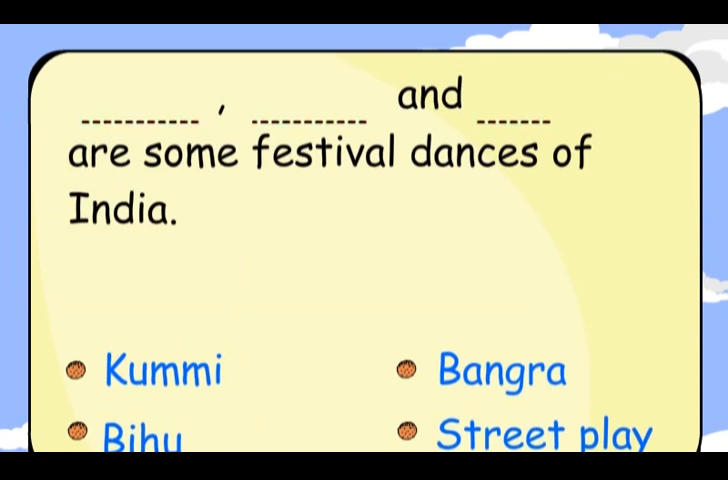 ----------- , ----------- and -------
are some festival dances of
India.
Kummi
Bangra
Bihu
Street play